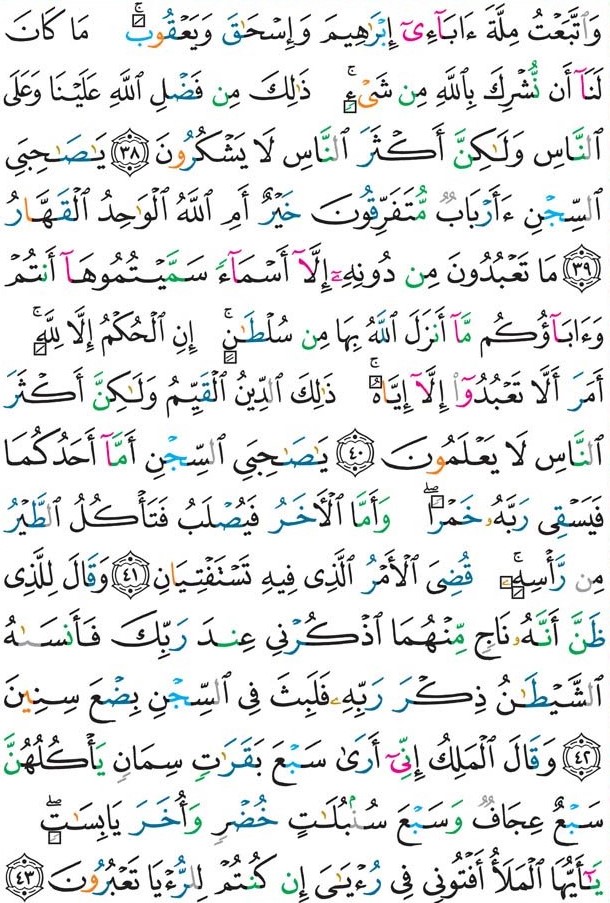 وَٱتَّبَعْتُ مِلَّةَ ءَابَآءِىٓ إِبْرَٰهِيمَ وَإِسْحَٰقَ وَيَعْقُوبَ ۚ مَا كَانَ
لَنَآ أَن نُّشْرِكَ بِٱللَّهِ مِن شَىْءٍ ۚ ذَٰلِكَ مِن فَضْلِ ٱللَّهِ عَلَيْنَا وَعَلَى
ٱلنَّاسِ وَلَٰكِنَّ أَكْثَرَ ٱلنَّاسِ لَا يَشْكُرُونَ ٣٨ يَٰصَٰحِبَىِ
ٱلسِّجْنِ ءَأَرْبَابٌ مُّتَفَرِّقُونَ خَيْرٌ أَمِ ٱللَّهُ ٱلْوَٰحِدُ ٱلْقَهَّارُ
٣٩ مَا تَعْبُدُونَ مِن دُونِهِۦٓ إِلَّآ أَسْمَآءً سَمَّيْتُمُوهَآ أَنتُمْ
وَءَابَآؤُكُم مَّآ أَنزَلَ ٱللَّهُ بِهَا مِن سُلْطَٰنٍ ۚ إِنِ ٱلْحُكْمُ إِلَّا لِلَّهِ ۚ
أَمَرَ أَلَّا تَعْبُدُوٓا۟ إِلَّآ إِيَّاهُ ۚ ذَٰلِكَ ٱلدِّينُ ٱلْقَيِّمُ وَلَٰكِنَّ أَكْثَرَ
ٱلنَّاسِ لَا يَعْلَمُونَ ٤٠ يَٰصَٰحِبَىِ ٱلسِّجْنِ أَمَّآ أَحَدُكُمَا
فَيَسْقِى رَبَّهُۥ خَمْرًا ۖ وَأَمَّا ٱلْءَاخَرُ فَيُصْلَبُ فَتَأْكُلُ ٱلطَّيْرُ
مِن رَّأْسِهِۦ ۚ قُضِىَ ٱلْأَمْرُ ٱلَّذِى فِيهِ تَسْتَفْتِيَانِ ٤١ وَقَالَ لِلَّذِى
ظَنَّ أَنَّهُۥ نَاجٍ مِّنْهُمَا ٱذْكُرْنِى عِندَ رَبِّكَ فَأَنسَىٰهُ
ٱلشَّيْطَٰنُ ذِكْرَ رَبِّهِۦ فَلَبِثَ فِى ٱلسِّجْنِ بِضْعَ سِنِينَ
٤٢ وَقَالَ ٱلْمَلِكُ إِنِّىٓ أَرَىٰ سَبْعَ بَقَرَٰتٍ سِمَانٍ يَأْكُلُهُنَّ
سَبْعٌ عِجَافٌ وَسَبْعَ سُنۢبُلَٰتٍ خُضْرٍ وَأُخَرَ يَابِسَٰتٍ ۖ
يَٰٓأَيُّهَا ٱلْمَلَأُ أَفْتُونِى فِى رُءْيَٰىَ إِن كُنتُمْ لِلرُّءْيَا تَعْبُرُونَ ٤٣